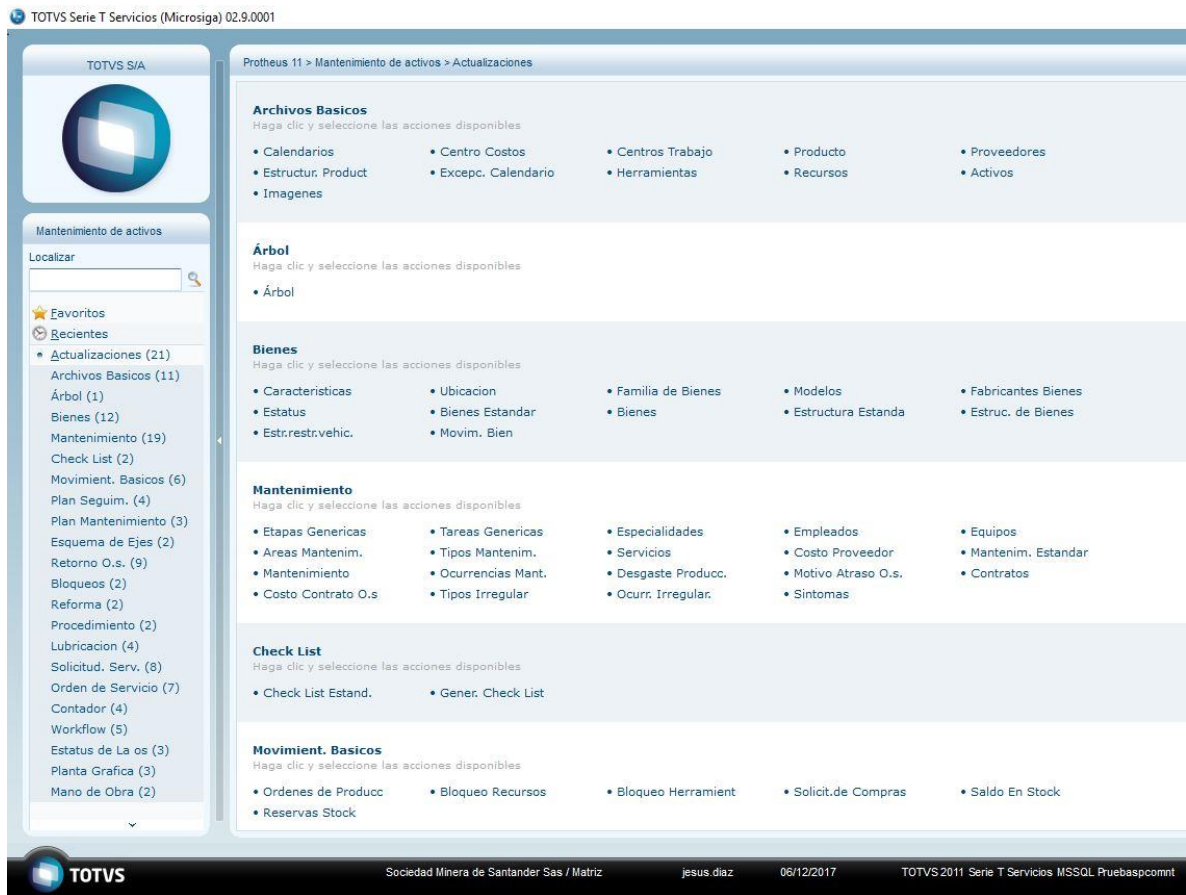 TOTVS Serie T Servicios (Microsiga) 02.9.0001
TOTVS S/A
Mantenimiento de activos
Localizar
Favoritos
Recientes
Actualizaciones (21)
Archivos Basicos (11)
Árbol (1)
Bienes (12)
Mantenimiento (19)
Check List (2)
Movimient. Basicos (6)
Plan Seguim. (4)
Plan Mantenimiento (3)
Esquema de Ejes (2)
Retorno O.s. (9)
Bloqueos (2)
Reforma (2)
Procedimiento (2)
Lubricacion (4)
Solicitud. Serv. (8)
Orden de Servicio (7)
Contador (4)
Workflow (5)
Estatus de La os (3)
Planta Grafica (3)
Mano de Obra (2)
Protheus 11 > Mantenimiento de activos > Actualizaciones
Archivos Basicos
Haga clic y seleccione las acciones disponibles
• Calendarios • Centro Costos • Centros Trabajo • Producto • Proveedores
• Estructur. Product • Excepc. Calendario • Herramientas • Recursos • Activos
• Imagenes
Árbol
Haga clic y seleccione las acciones disponibles
• Árbol
Bienes
Haga clic y seleccione las acciones disponibles
• Caracteristicas • Ubicacion • Familia de Bienes • Modelos • Fabricantes Bienes
• Estatus • Bienes Estandar • Bienes • Estructura Estanda • Estruc. de Bienes
• Estr.restr.vehic. • Movim. Bien
Mantenimiento
Haga clic y seleccione las acciones disponibles
• Etapas Genericas • Tareas Genericas • Especialidades • Empleados • Equipos
• Areas Mantenim. • Tipos Mantenim. • Servicios • Costo Proveedor • Mantenim. Estandar
• Mantenimiento • Ocurrencias Mant. • Desgaste Producc. • Motivo Atraso O.s. • Contratos
• Costo Contrato O.s • Tipos Irregular • Ocurr. Irregular. • Sintomas
Check List
Haga clic y seleccione las acciones disponibles
• Check List Estand. • Gener. Check List
Movimient. Basicos
Haga clic y seleccione las acciones disponibles
• Ordenes de Producc • Bloqueo Recursos • Bloqueo Herramient • Solicit.de Compras • Saldo En Stock
• Reservas Stock
TOTVS Sociedad Minera de Santander Sas / Matriz jesus.diaz 06/12/2017 TOTVS 2011 Serie T Servicios MSSQL Pruebaspcomnt